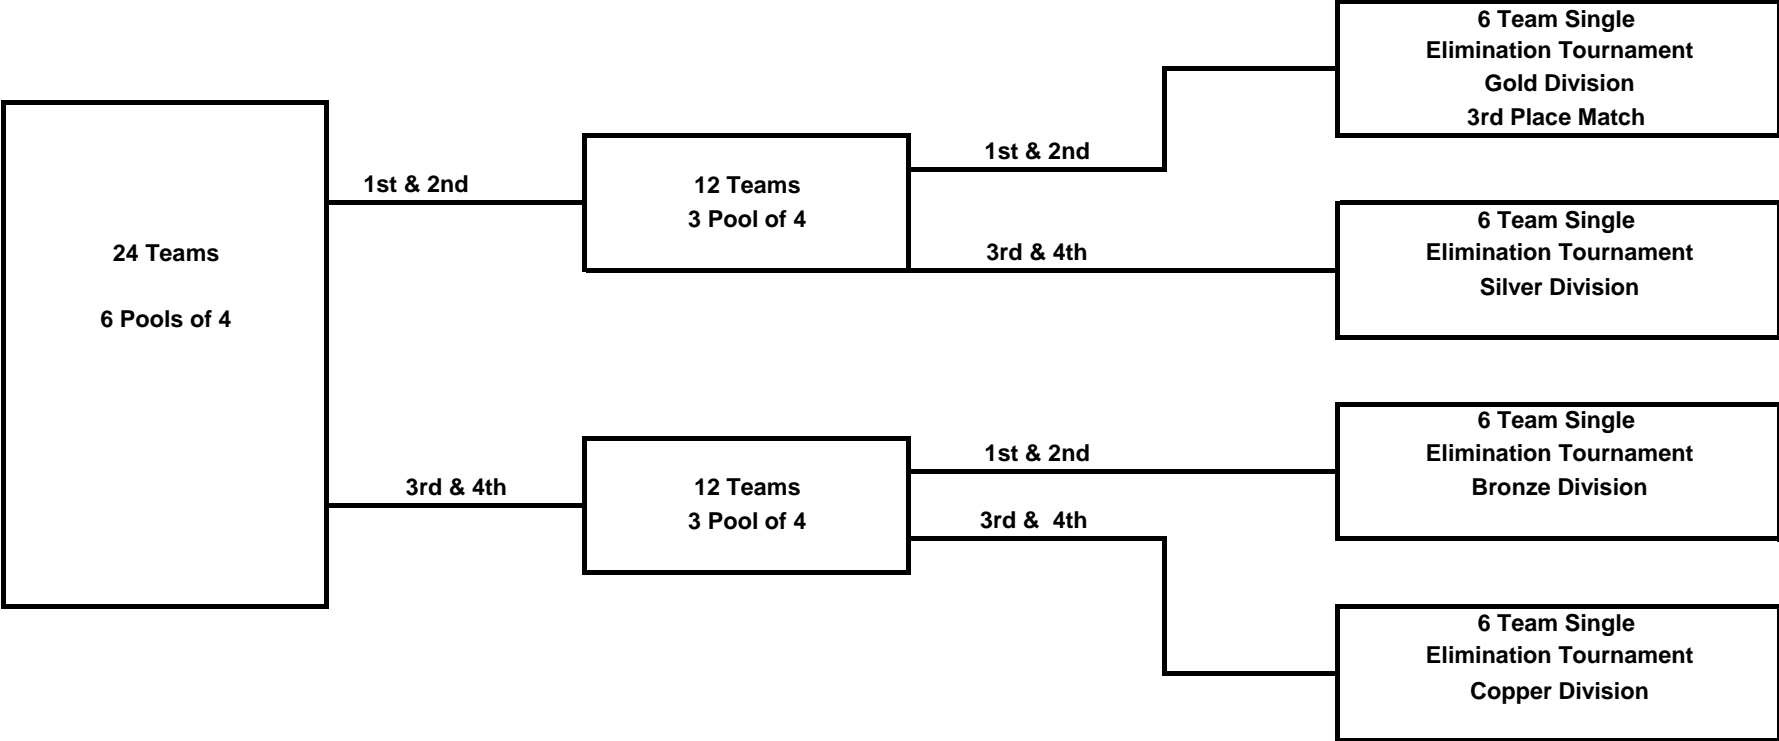 24 Teams
6 Pools of 4
1st & 2nd
3rd & 4th
12 Teams
3 Pool of 4
1st & 2nd
3rd & 4th
12 Teams
3 Pool of 4
1st & 2nd
3rd &  4th
6 Team Single
Elimination Tournament
Gold Division
3rd Place Match
6 Team Single
Elimination Tournament
Silver Division
6 Team Single
Elimination Tournament
Bronze Division
6 Team Single
Elimination Tournament
Copper Division